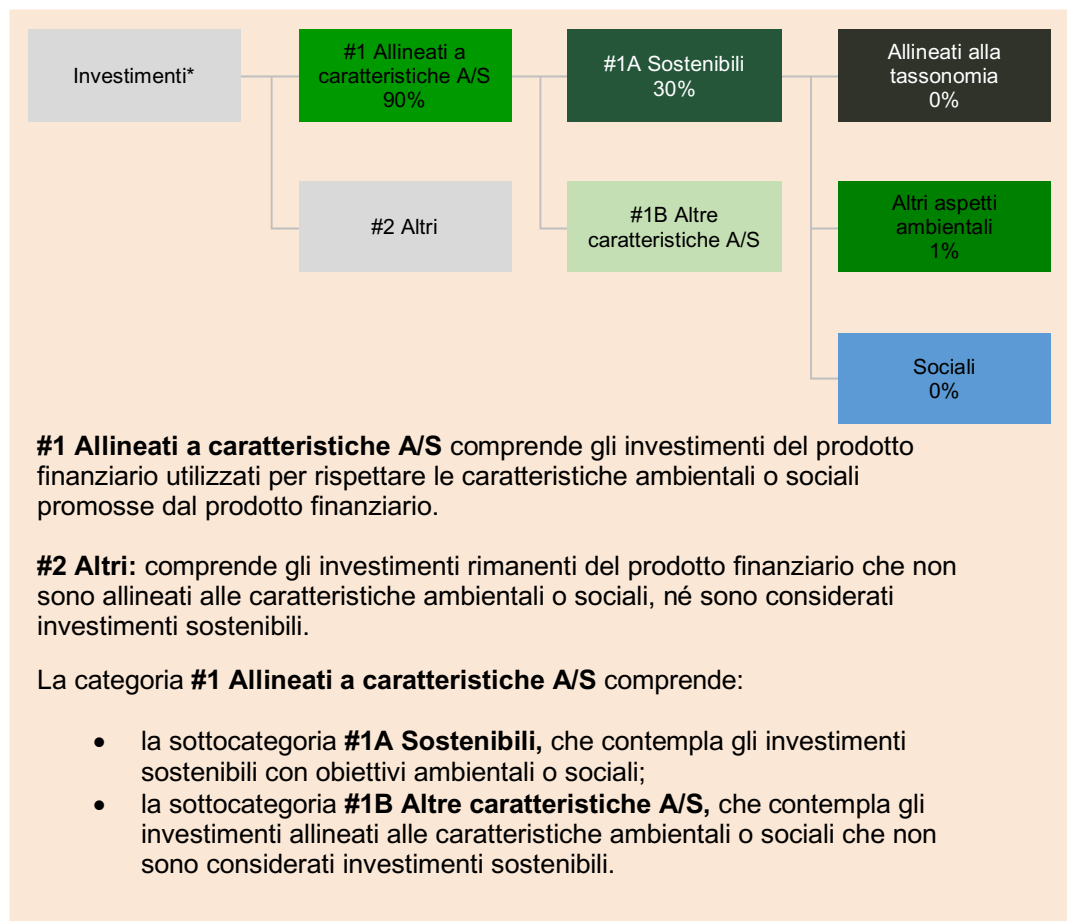 Investimenti*
#1 Allineati a
caratteristiche A/S
90%
#1A Sostenibili
30%
Allineati alla
tassonomia
0%
#2 Altri
#1B Altre
caratteristiche A/S
Altri aspetti
ambientali
1%
Sociali
0%
#1 Allineati a caratteristiche A/S comprende gli investimenti del prodotto
finanziario utilizzati per rispettare le caratteristiche ambientali o sociali
promosse dal prodotto finanziario.
#2 Altri: comprende gli investimenti rimanenti del prodotto finanziario che non
sono allineati alle caratteristiche ambientali o sociali, né sono considerati
investimenti sostenibili.
La categoria #1 Allineati a caratteristiche A/S comprende:
• la sottocategoria #1A Sostenibili, che contempla gli investimenti
sostenibili con obiettivi ambientali o sociali;
• la sottocategoria #1B Altre caratteristiche A/S, che contempla gli
investimenti allineati alle caratteristiche ambientali o sociali che non
sono considerati investimenti sostenibili.